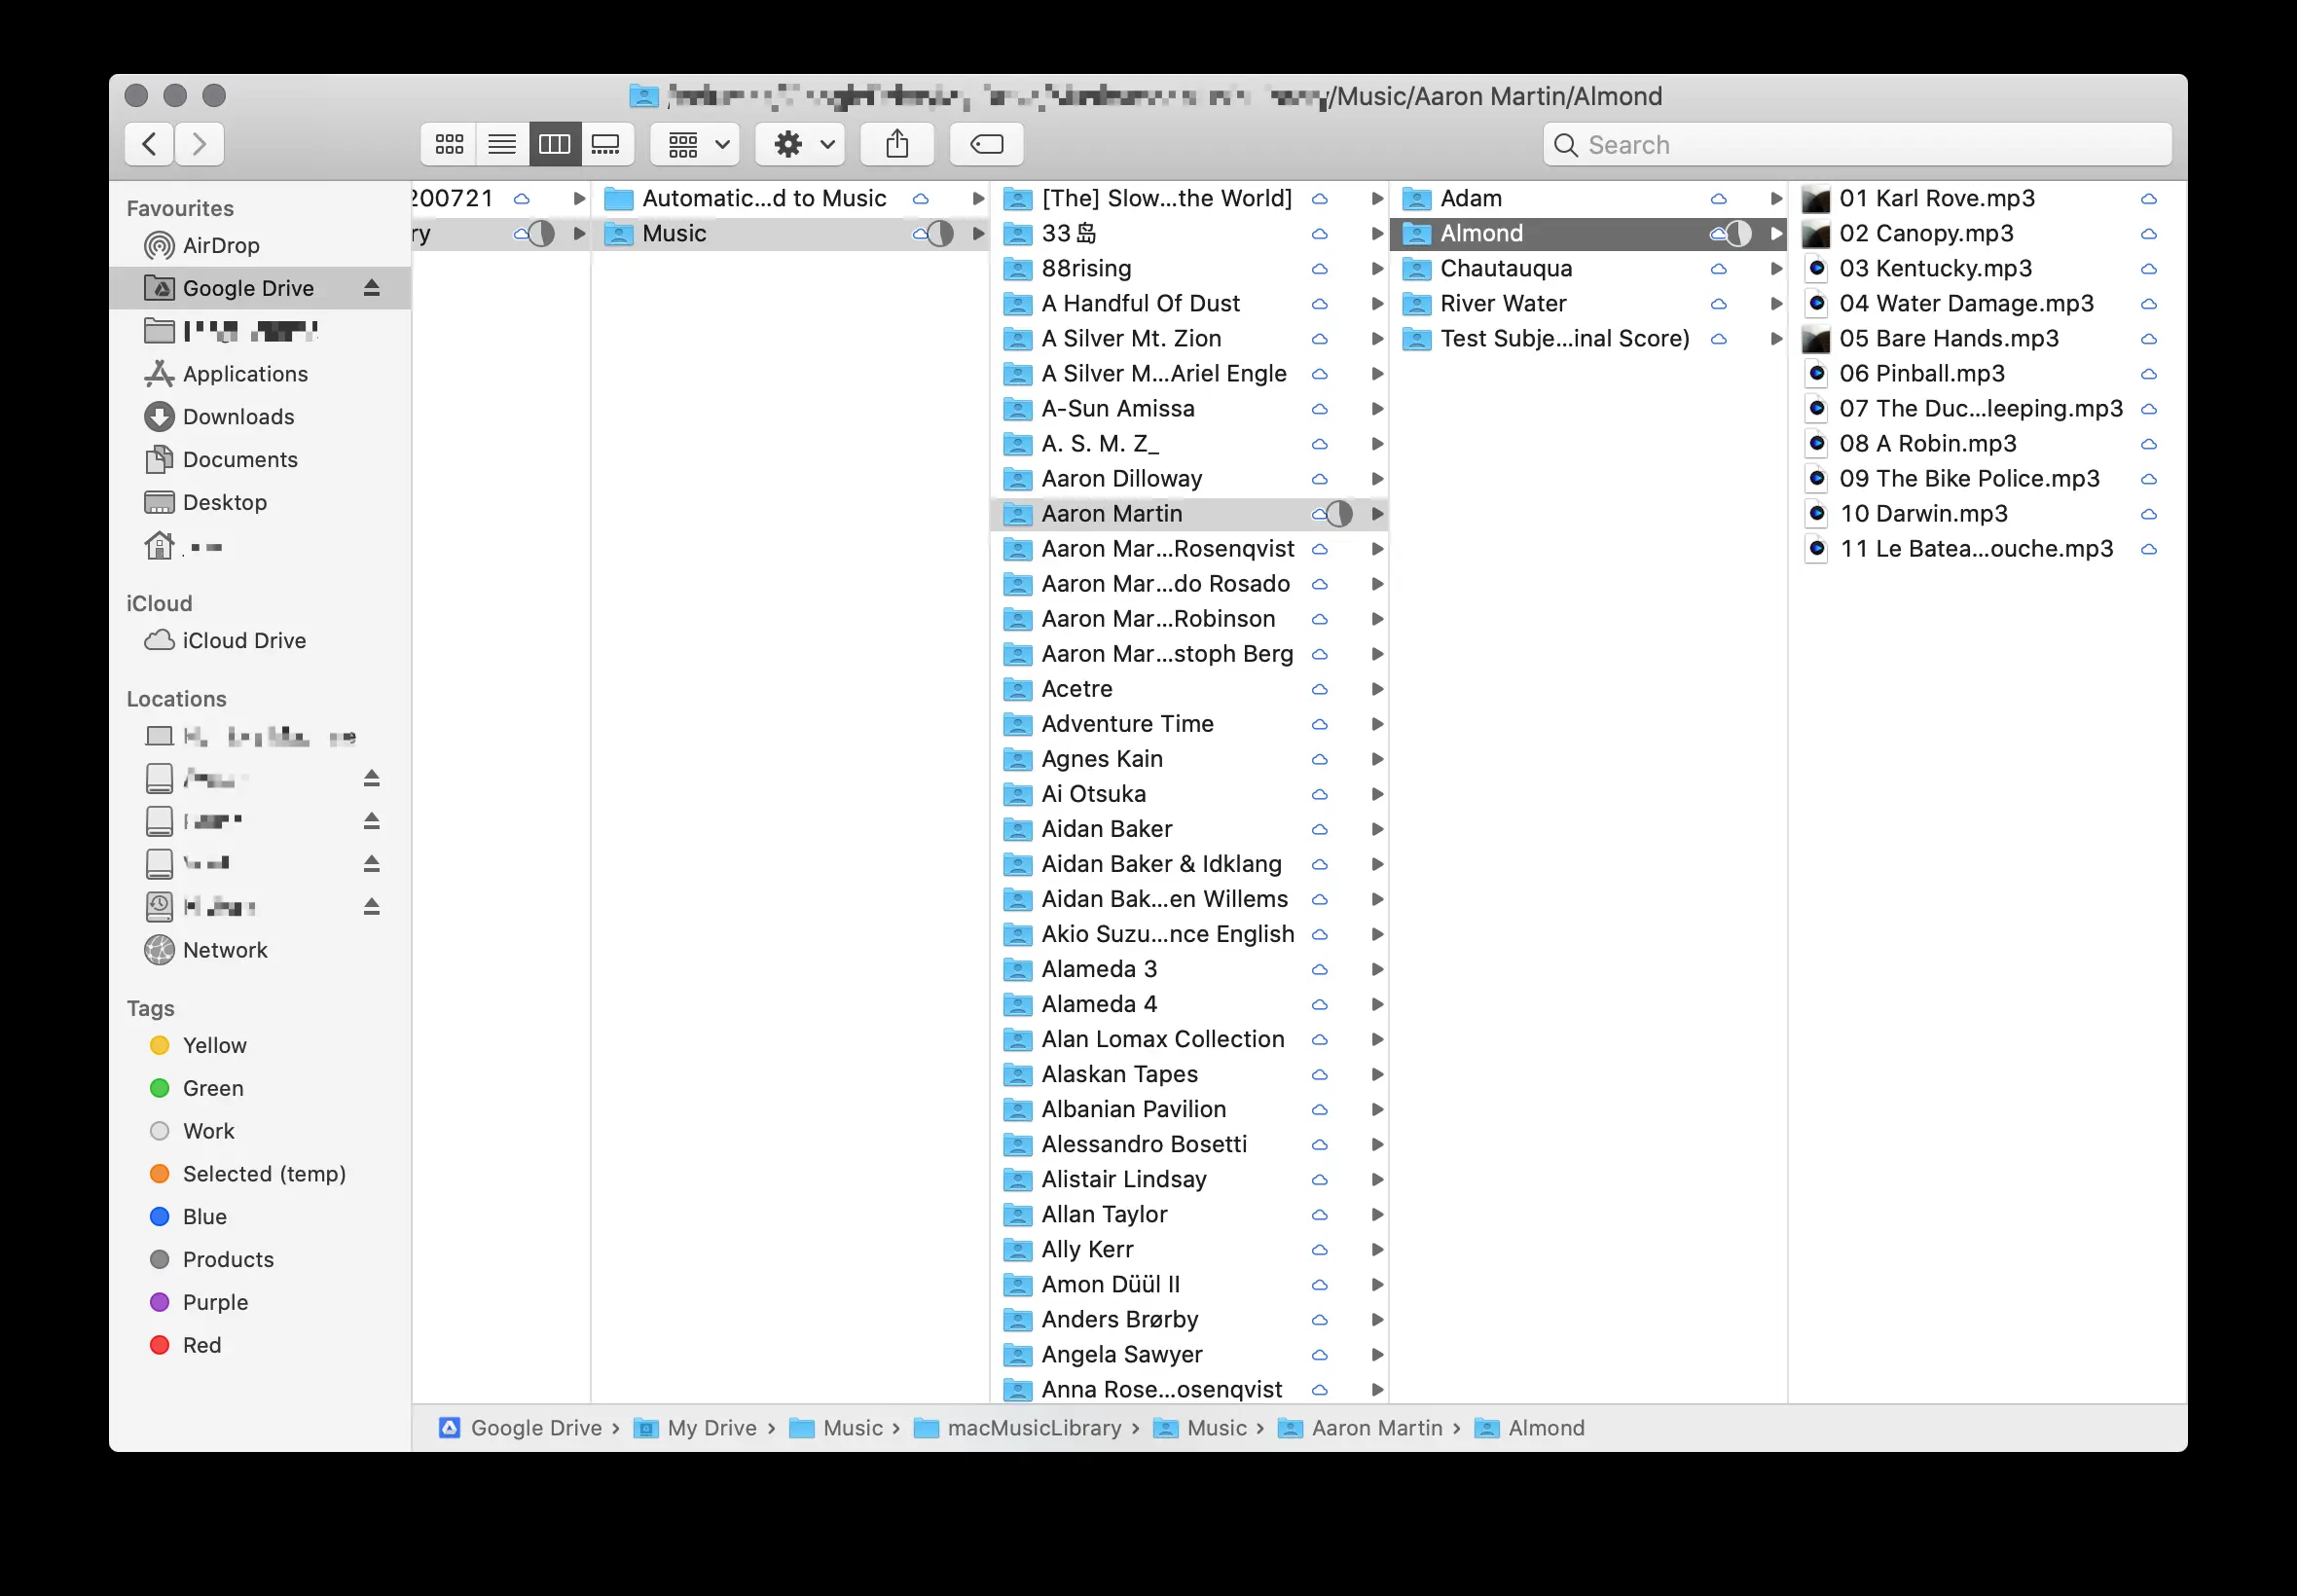 /Music/Aaron Martin/Almond
Search
Favourites
AirDrop
Google Drive
Applications
Downloads
Documents
Desktop
iCloud
iCloud Drive
Locations
Network
Tags
Yellow
Green
Work
Selected (temp)
Blue
Products
Purple
Red
200721
ry
Automatic...d to Music
Music
[The] Slow...the World]
33岛
88rising
A Handful Of Dust
A Silver Mt. Zion
A Silver M...Ariel Engle
A-Sun Amissa
A. S. M. Z_
Aaron Dilloway
Aaron Martin
Aaron Mar...Rosenqvist
Aaron Mar...do Rosado
Aaron Mar...Robinson
Aaron Mar...stoph Berg
Acetre
Adventure Time
Agnes Kain
Ai Otsuka
Aidan Baker
Aidan Baker & Idklang
Aidan Bak...en Willems
Akio Suzu...nce English
Alameda 3
Alameda 4
Alan Lomax Collection
Alaskan Tapes
Albanian Pavilion
Alessandro Bosetti
Alistair Lindsay
Allan Taylor
Ally Kerr
Amon Düül II
Anders Brørby
Angela Sawyer
Anna Rose...osenqvist
Adam
Almond
Chautauqua
River Water
Test Subje...inal Score)
01 Karl Rove.mp3
02 Canopy.mp3
03 Kentucky.mp3
04 Water Damage.mp3
05 Bare Hands.mp3
06 Pinball.mp3
07 The Duc...leeping.mp3
08 A Robin.mp3
09 The Bike Police.mp3
10 Darwin.mp3
11 Le Batea...ouche.mp3
Google Drive › My Drive › Music › macMusicLibrary › Music › Aaron Martin › Almond